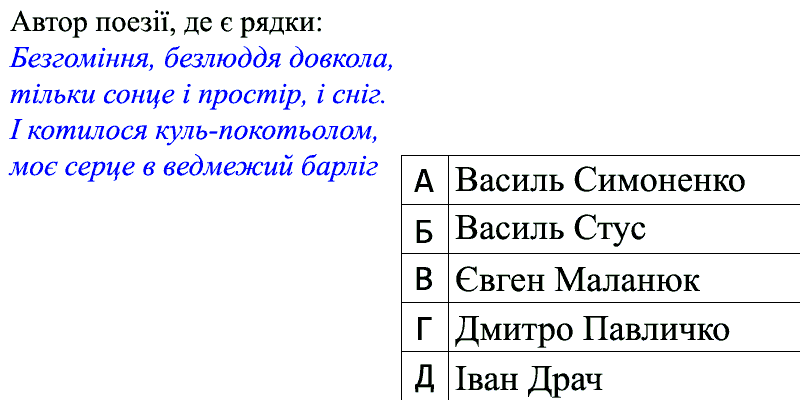 Автор поезії, де є рядки:
Безгоміння, безлюддя довкола,
тільки сонце і простір, і сніг.
І котилося куль-покотьолом,
моє серце в ведмежий барліг
А Василь Симоненко
Б Василь Стус
В Євген Маланюк
Г Дмитро Павличко
Д Іван Драч